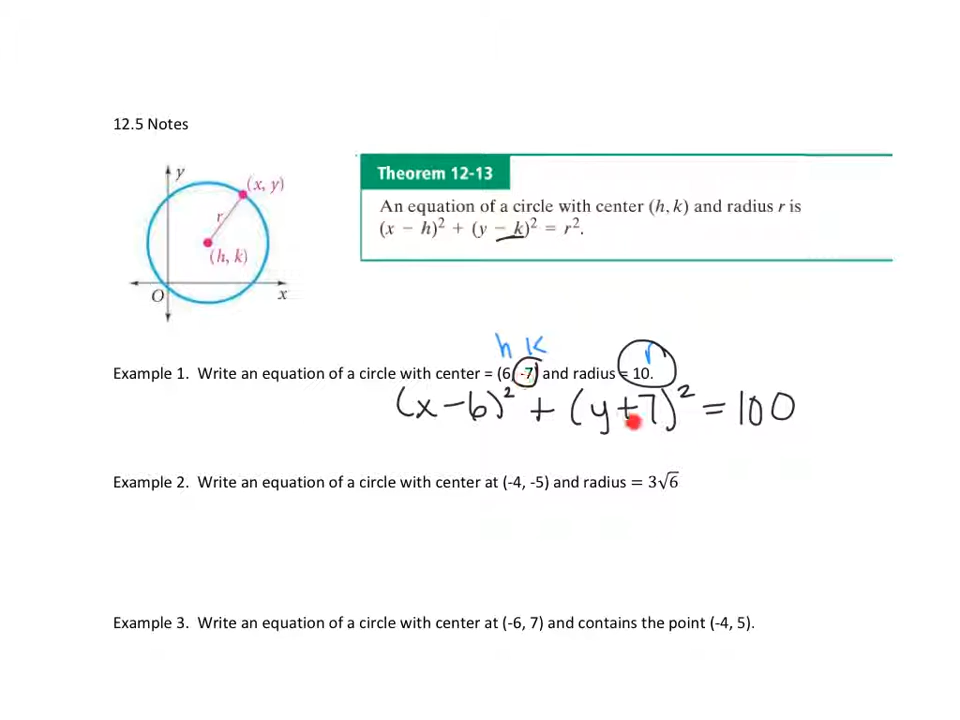 12.5 Notes
y
(x, y)
r
(h, k)
O
x
Theorem 12-13
An equation of a circle with center (h, k) and radius r is
(x − h)² + (y − k)² = r².
h k r
Example 1. Write an equation of a circle with center = (6, -7) and radius = 10.
(x − 6)² + (y + 7)² = 100
Example 2. Write an equation of a circle with center at (-4, -5) and radius = 3√6
Example 3. Write an equation of a circle with center at (-6, 7) and contains the point (-4, 5).